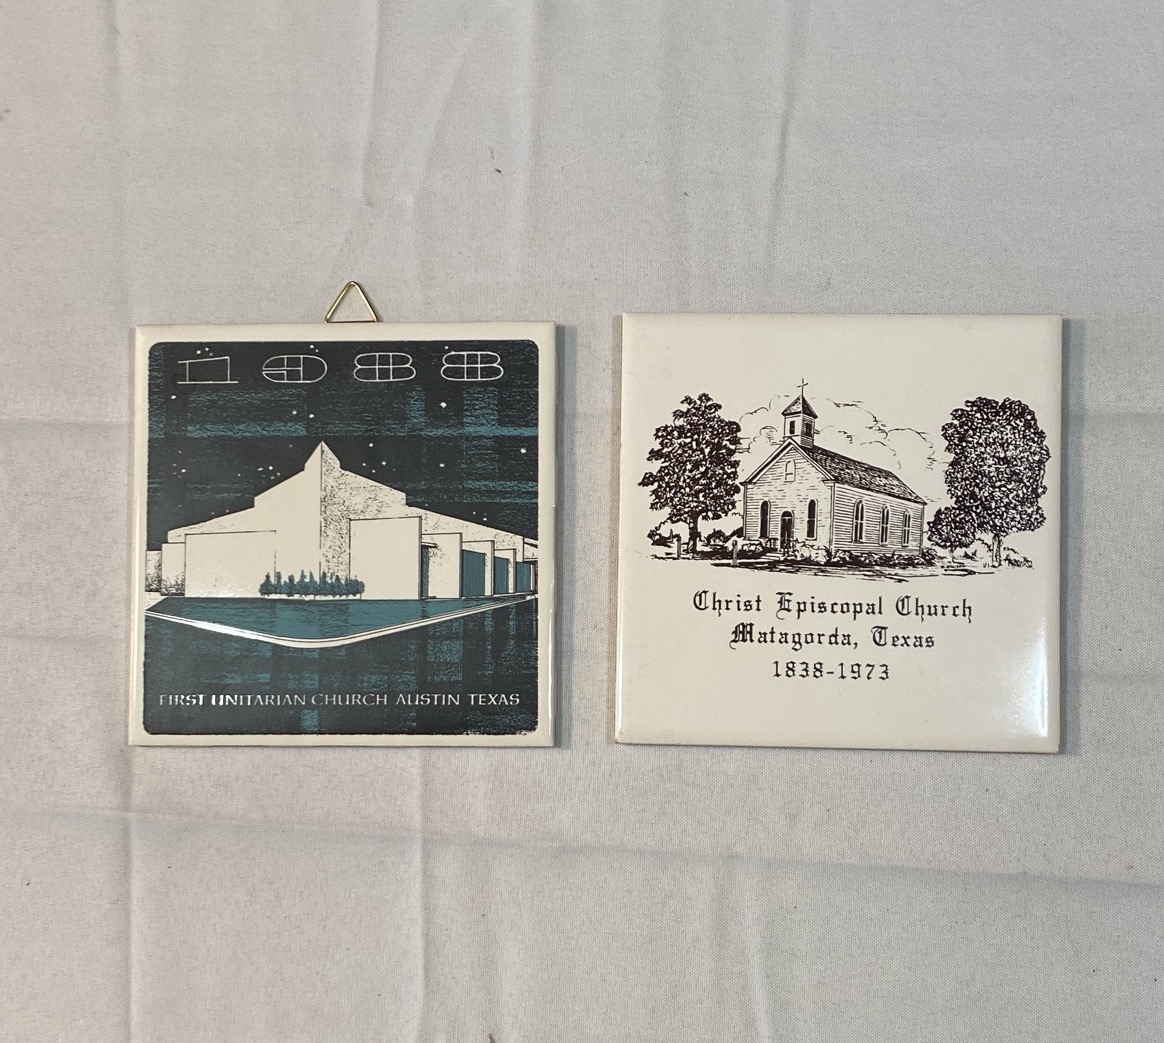 1988
FIRST UNITARIAN CHURCH AUSTIN TEXAS
Christ Episcopal Church
Matagorda, Texas
1838-1973